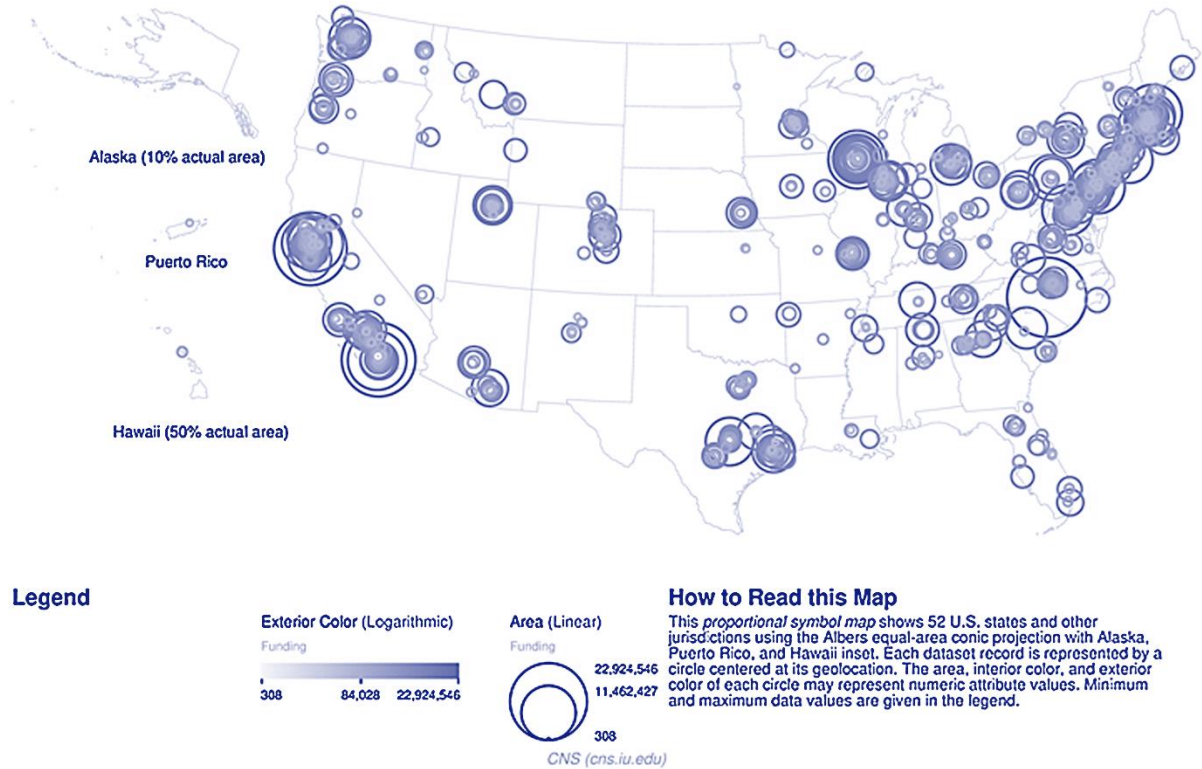 Alaska (10% actual area)
Puerto Rico
Hawaii (50% actual area)
Legend
Exterior Color (Logarithmic)
Funding
308 84,028 22,924,546
Area (Linear)
Funding
22,924,546
11,462,427
308
CNS (cns.iu.edu)
How to Read this Map
This proportional symbol map shows 52 U.S. states and other
jurisdictions using the Albers equal-area conic projection with Alaska,
Puerto Rico, and Hawaii inset. Each dataset record is represented by a
circle centered at its geolocation. The area, interior color, and exterior
color of each circle may represent numeric attribute values. Minimum
and maximum data values are given in the legend.